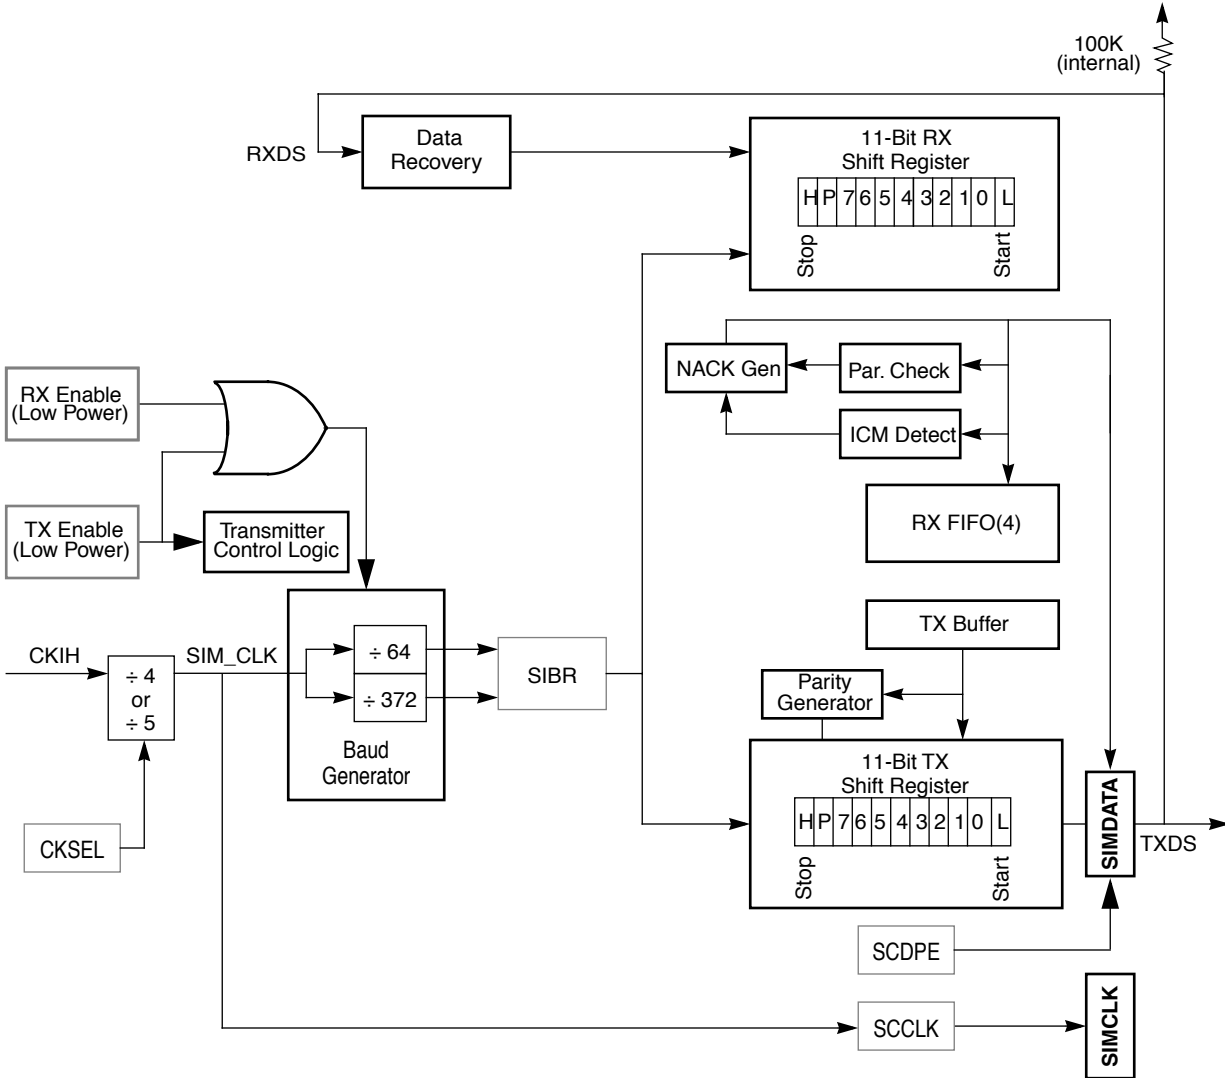 100K
(internal)
RXDS
Data
Recovery
11-Bit RX
Shift Register
H P 7 6 5 4 3 2 1 0 L
Stop
Start
NACK Gen
Par. Check
ICM Detect
RX FIFO(4)
RX Enable
(Low Power)
TX Enable
(Low Power)
Transmitter
Control Logic
TX Buffer
CKIH
÷ 4
or
÷ 5
SIM_CLK
÷ 64
÷ 372
Baud
Generator
SIBR
Parity
Generator
11-Bit TX
Shift Register
H P 7 6 5 4 3 2 1 0 L
Stop
Start
SIMDATA
TXDS
CKSEL
SCDPE
SCCLK
SIMCLK